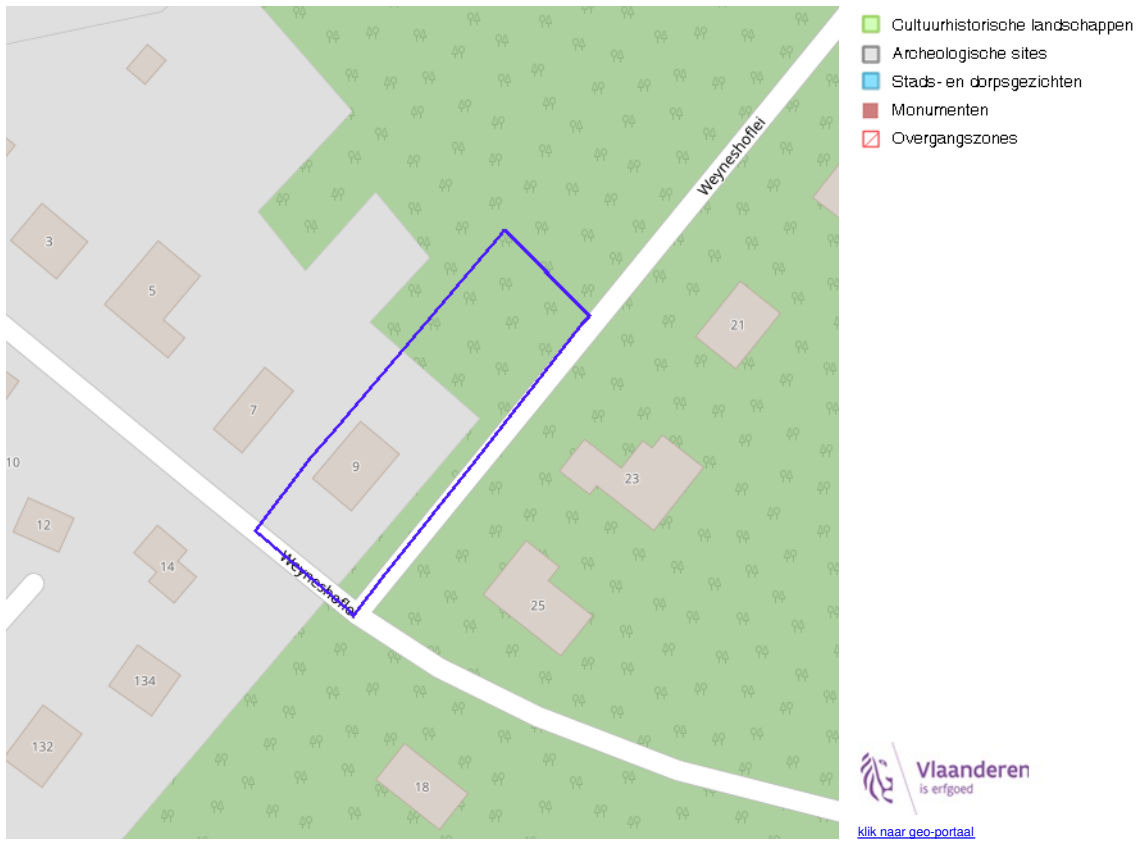 Cultuurhistorische landschappen
Archeologische sites
Stads- en dorpsgezichten
Monumenten
Overgangszones
Weyneshoflei
3
5
21
7
9
23
10
12
14
Weyneshofle
25
134
132
18
Vlaanderen
is erfgoed
klik naar geo-portaal